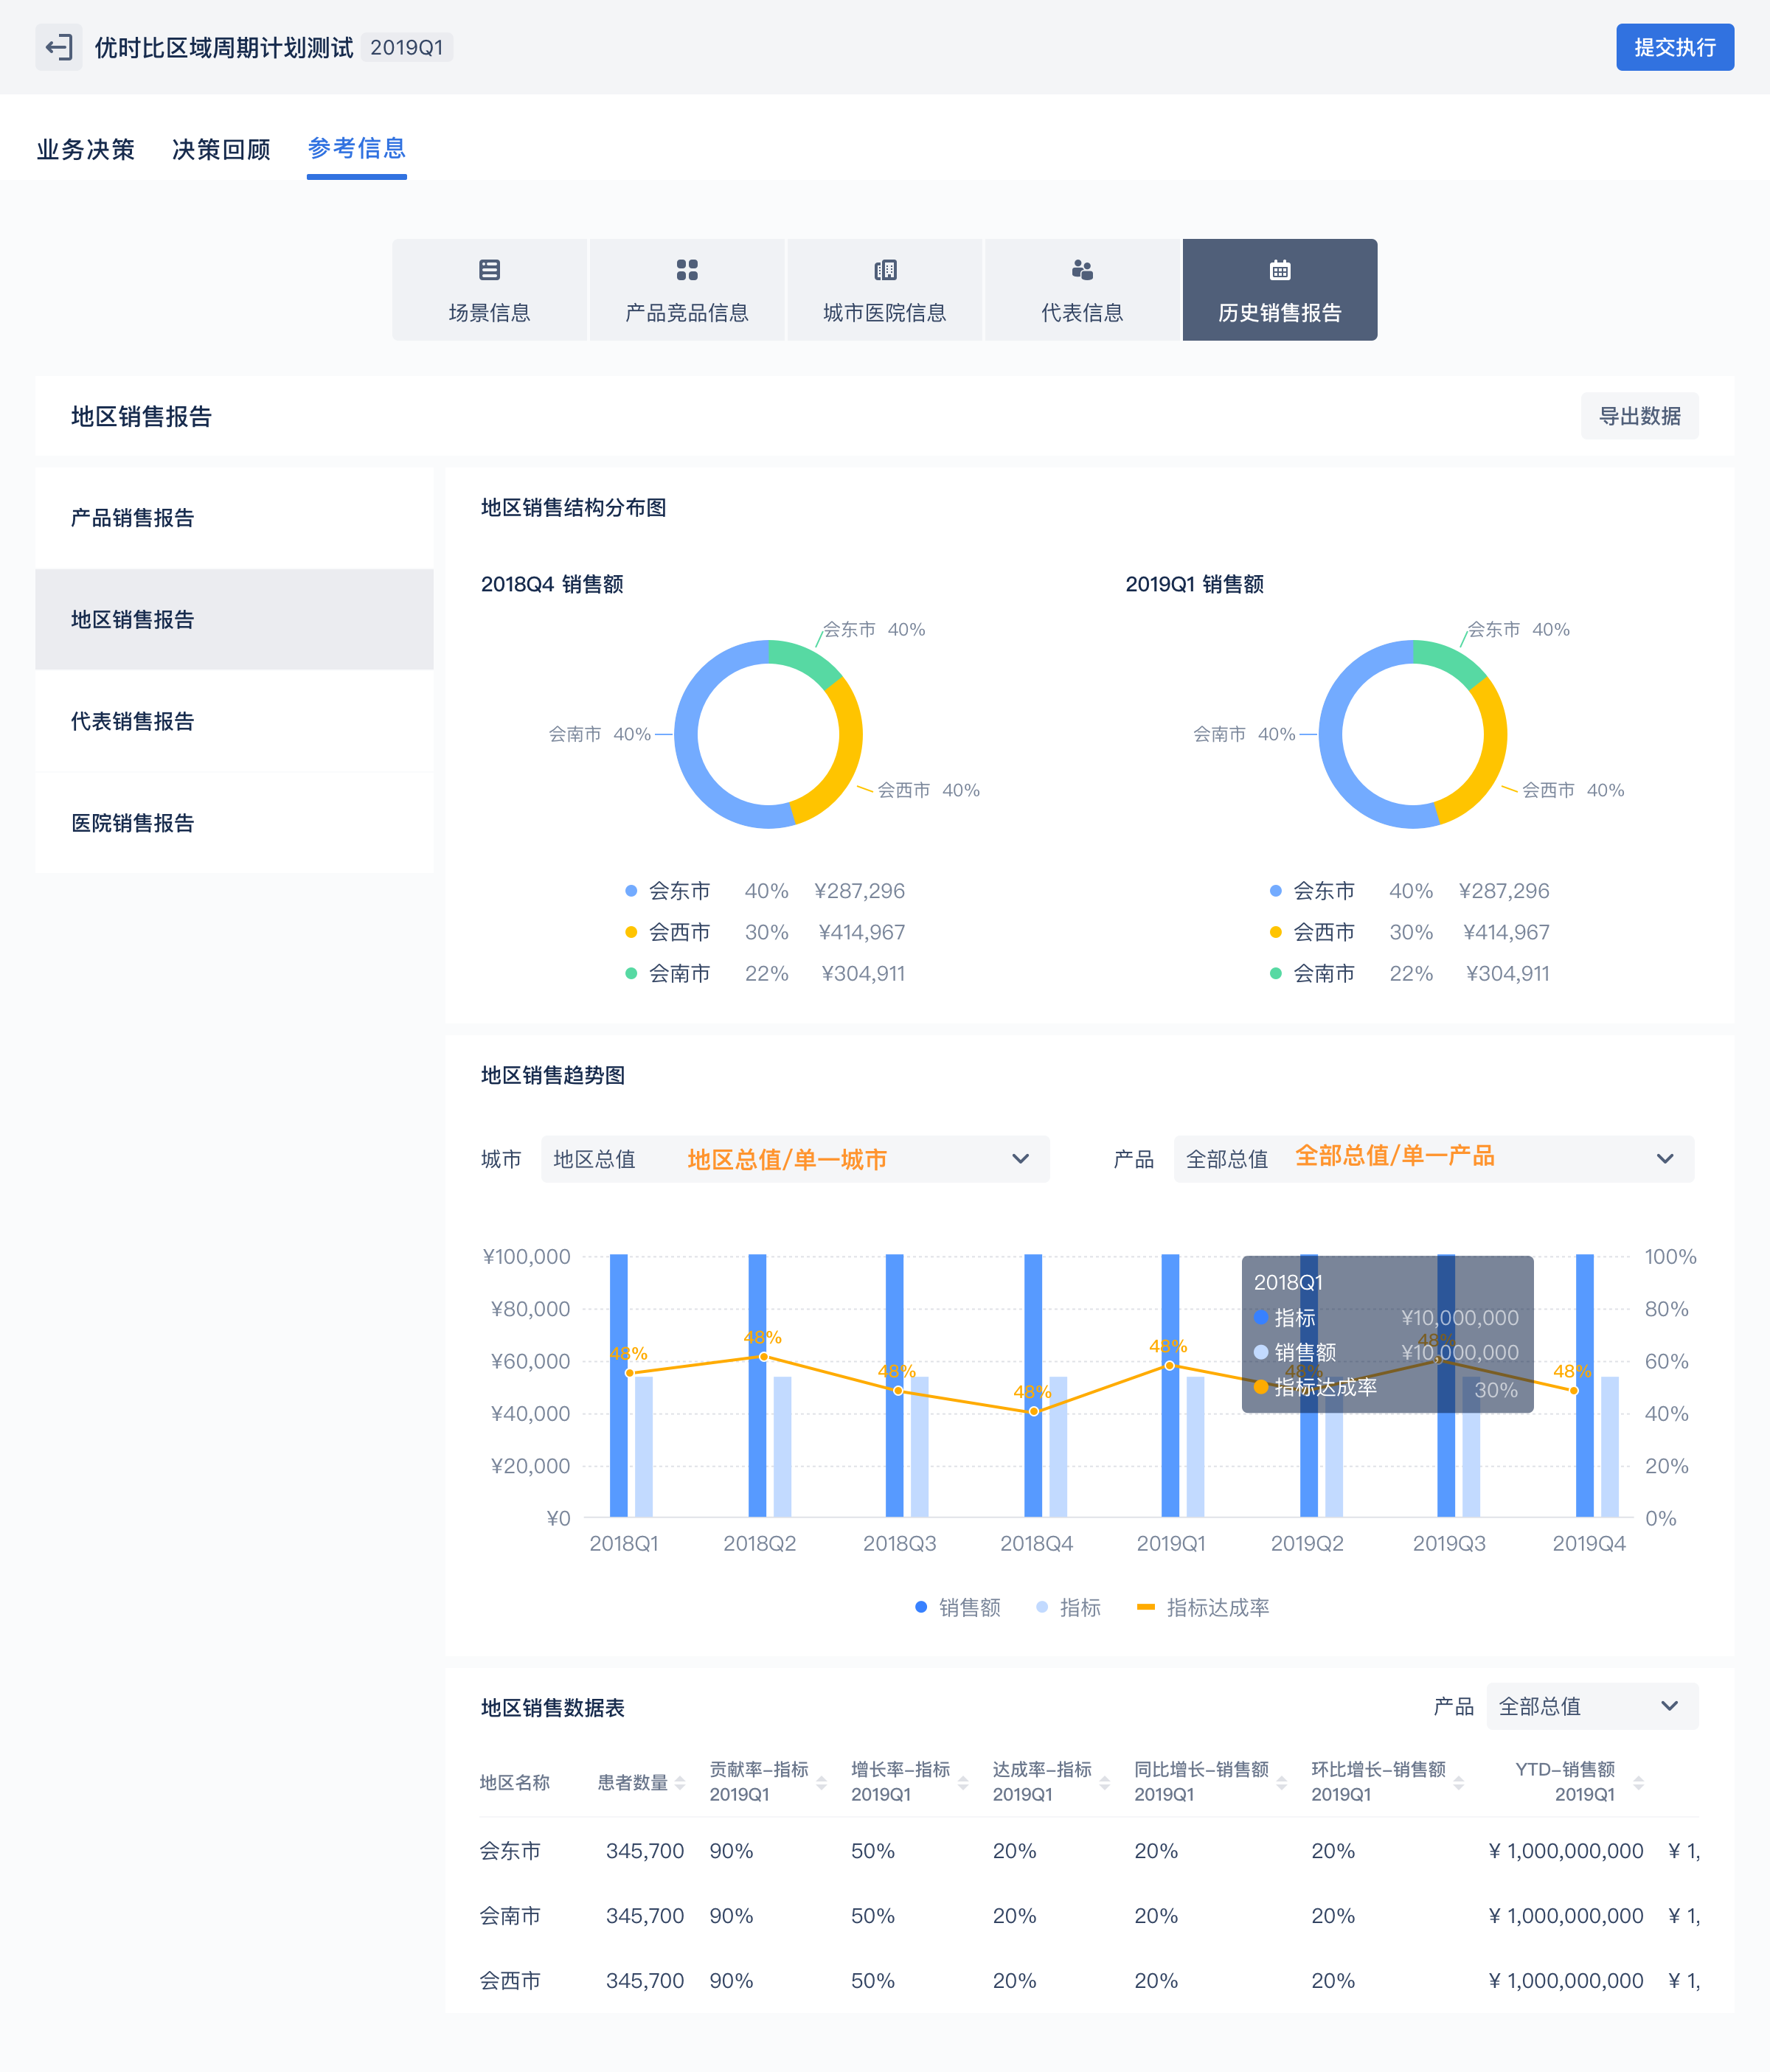 优时比区域周期计划测试 2019Q1
提交执行
业务决策 决策回顾 参考信息
场景信息 产品竞品信息 城市医院信息 代表信息 历史销售报告
地区销售报告
导出数据
产品销售报告
地区销售报告
代表销售报告
医院销售报告
地区销售结构分布图
2018Q4 销售额
会东市 40%
会南市 40%
会西市 40%
会东市 40% ¥287,296
会西市 30% ¥414,967
会南市 22% ¥304,911
2019Q1 销售额
会东市 40%
会南市 40%
会西市 40%
会东市 40% ¥287,296
会西市 30% ¥414,967
会南市 22% ¥304,911
地区销售趋势图
城市 地区总值 地区总值/单一城市
产品 全部总值 全部总值/单一产品
¥100,000 100%
¥80,000 80%
¥60,000 60%
¥40,000 40%
¥20,000 20%
¥0 0%
48% 48% 48% 48% 48% 48% 48% 48%
2018Q1
指标 ¥10,000,000
销售额 ¥10,000,000
指标达成率 30%
2018Q1 2018Q2 2018Q3 2018Q4 2019Q1 2019Q2 2019Q3 2019Q4
销售额 指标 指标达成率
地区销售数据表
产品 全部总值
地区名称 患者数量 贡献率-指标 增长率-指标 达成率-指标 同比增长-销售额 环比增长-销售额 YTD-销售额
2019Q1 2019Q1 2019Q1 2019Q1 2019Q1 2019Q1
会东市 345,700 90% 50% 20% 20% 20% ¥ 1,000,000,000 ¥ 1,
会南市 345,700 90% 50% 20% 20% 20% ¥ 1,000,000,000 ¥ 1,
会西市 345,700 90% 50% 20% 20% 20% ¥ 1,000,000,000 ¥ 1,